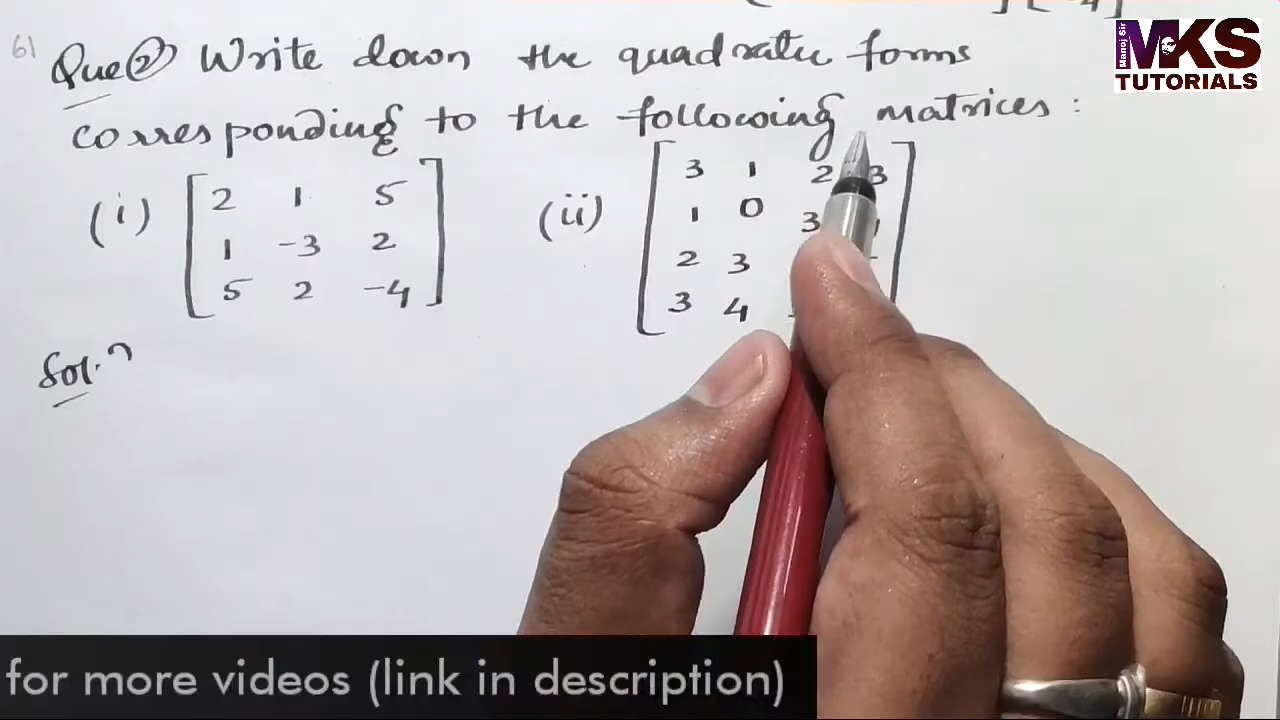 61 Que(2) Write down the quadratic forms
corresponding to the following matrices:
(i) [ 2 1 5
1 -3 2
5 2 -4 ]
(ii) [ 3 1 2 3
1 0 3
2 3
3 4 ]
Sol.
Manoj Sir MKS
TUTORIALS
for more videos (link in description)